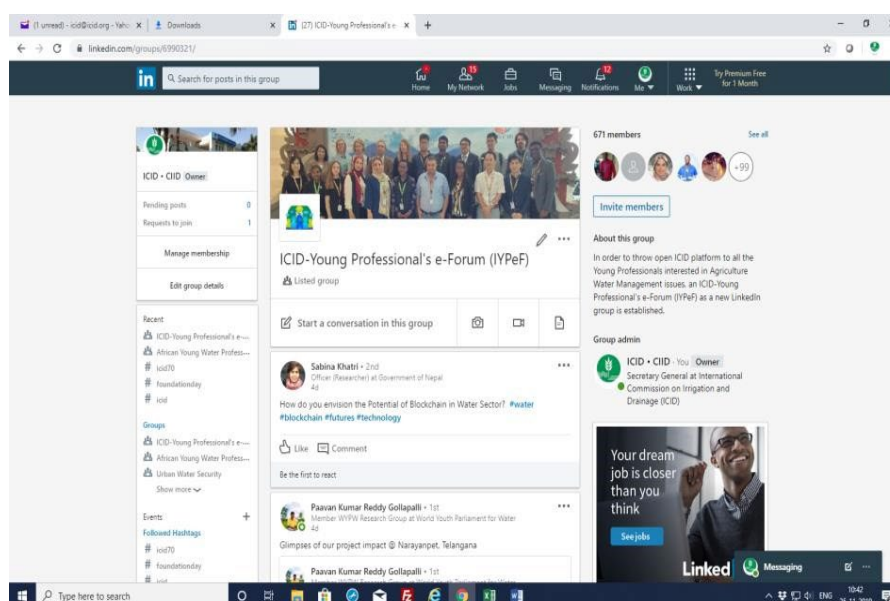 (1 unread) - icid@icid.org - Yaho
Downloads
(27) ICID-Young Professional's e-
linkedin.com/groups/6990321/
in
Search for posts in this group
Home
15
My Network
Jobs
Messaging
12
Notifications
Me
Work
Try Premium Free
for 1 Month
ICID • CIID Owner
Pending posts 0
Requests to join 1
Manage membership
Edit group details
Recent
ICID-Young Professional's e-...
African Young Water Profess...
# icid70
# foundationday
# icid
Groups
ICID-Young Professional's e-...
African Young Water Profess...
Urban Water Security
Show more
Events +
Followed Hashtags
# icid70
# foundationday
# icid
ICID-Young Professional's e-Forum (IYPeF)
Listed group
Start a conversation in this group
Sabina Khatri • 2nd
Officer (Researcher) at Government of Nepal
4d
How do you envision the Potential of Blockchain in Water Sector? #water
#blockchain #futures #technology
Like Comment
Be the first to react
Paavan Kumar Reddy Gollapalli • 1st
Member WYPW Research Group at World Youth Parliament for Water
4d
Glimpses of our project impact @ Narayanpet, Telangana
Paavan Kumar Reddy Gollapalli • 1st
671 members See all
+99
Invite members
About this group
In order to throw open ICID platform to all the
Young Professionals interested in Agriculture
Water Management issues, an ICID-Young
Professional's e-Forum (IYPeF) as a new LinkedIn
group is established.
Group admin
ICID • CIID · You Owner
Secretary General at International
Commission on Irrigation and
Drainage (ICID)
Your dream
job is closer
than you
think
See jobs
Linked
Messaging
Type here to search
ENG
10:42